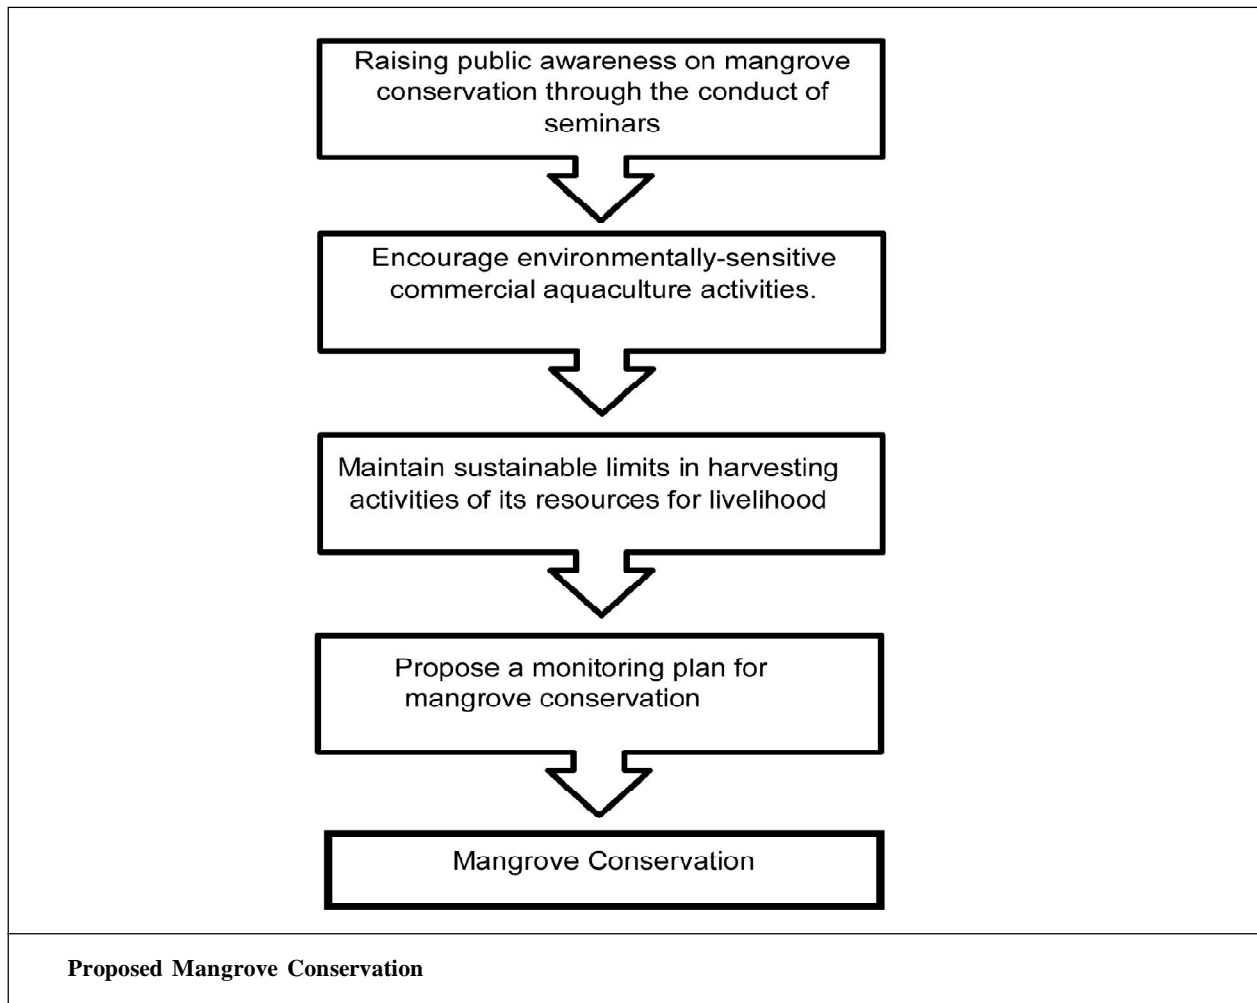 Raising public awareness on mangrove
conservation through the conduct of
seminars
Encourage environmentally-sensitive
commercial aquaculture activities.
Maintain sustainable limits in harvesting
activities of its resources for livelihood
Propose a monitoring plan for
mangrove conservation
Mangrove Conservation
Proposed Mangrove Conservation